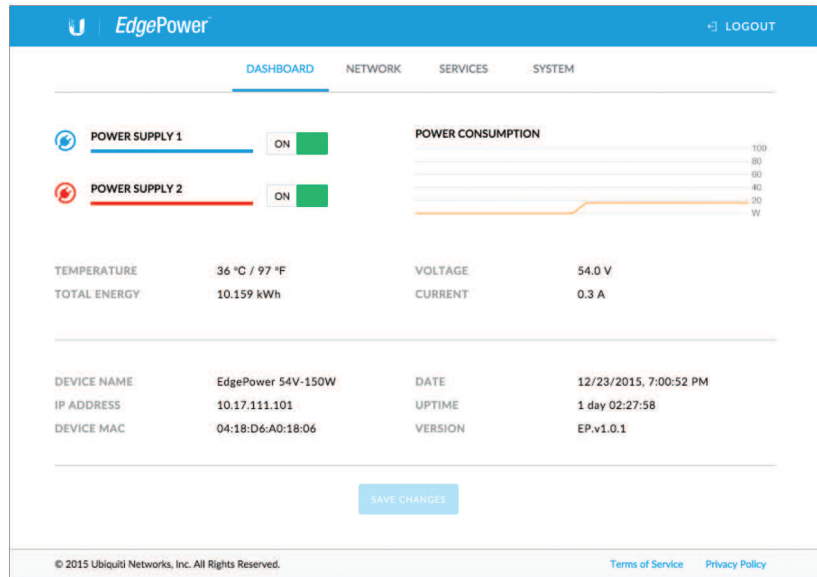 U EdgePower™ LOGOUT
DASHBOARD NETWORK SERVICES SYSTEM
POWER SUPPLY 1 ON
POWER SUPPLY 2 ON
POWER CONSUMPTION
100
80
60
40
20
W
TEMPERATURE 36 ºC / 97 ºF VOLTAGE 54.0 V
TOTAL ENERGY 10.159 kWh CURRENT 0.3 A
DEVICE NAME EdgePower 54V-150W DATE 12/23/2015, 7:00:52 PM
IP ADDRESS 10.17.111.101 UPTIME 1 day 02:27:58
DEVICE MAC 04:18:D6:A0:18:06 VERSION EP.v1.0.1
SAVE CHANGES
© 2015 Ubiquiti Networks, Inc. All Rights Reserved. Terms of Service Privacy Policy